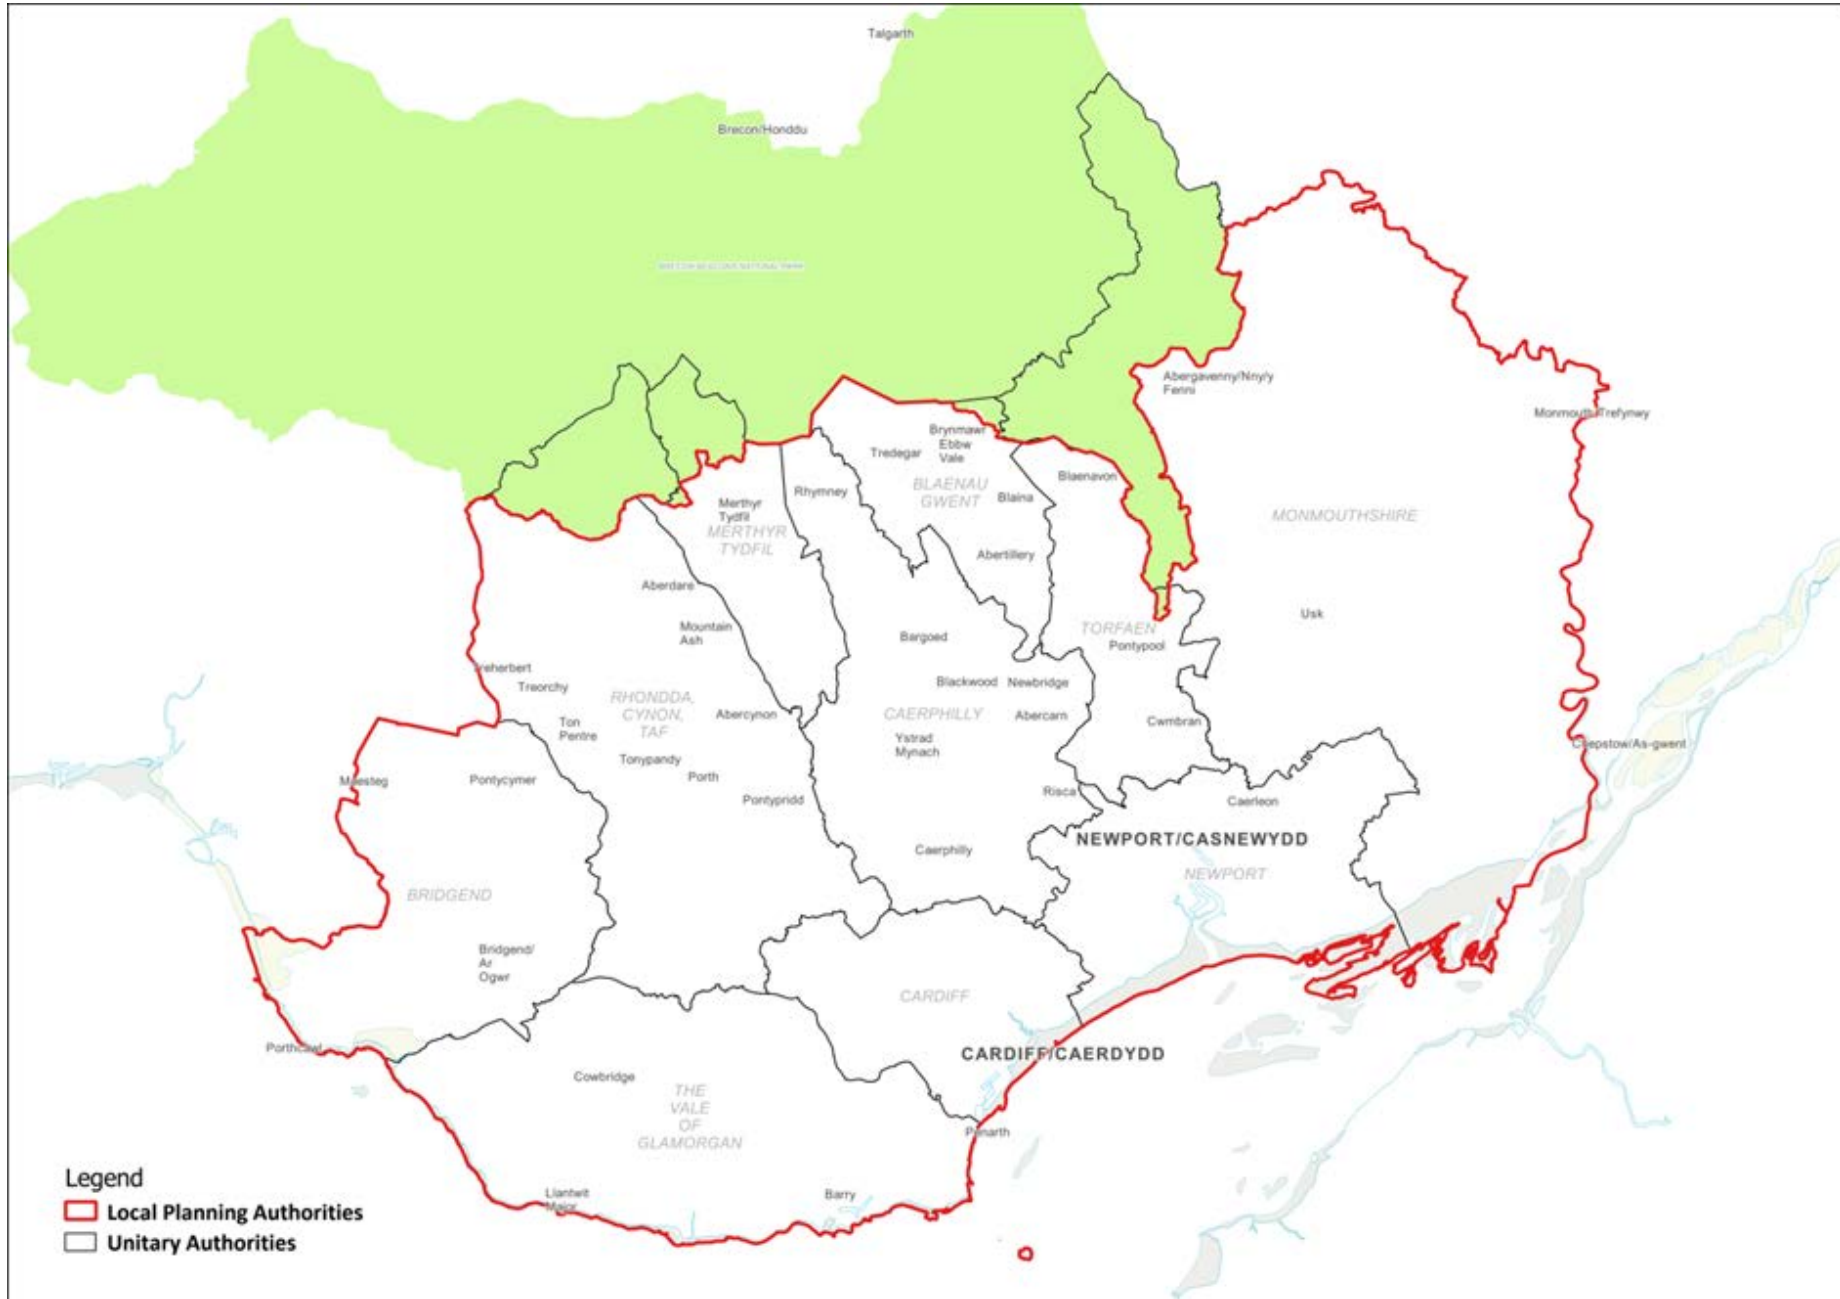 Talgarth
Brecon/Honddu
BRECON BEACONS NATIONAL PARK
Abergavenny/Nny/y
Fenni
Monmouth/Trefynwy
Brynmawr
Ebbw
Vale
Tredegar
Blaenavon
BLAENAU
GWENT
Blaina
Rhymney
Merthyr
Tydfil
MERTHYR
TYDFIL
MONMOUTHSHIRE
Abertillery
Aberdare
Usk
Mountain
Ash
Bargoed
TORFAEN
Pontypool
Treherbert
Treorchy
RHONDDA,
CYNON,
TAF
Blackwood
Newbridge
Abercynon
CAERPHILLY
Abercarn
Ton
Pentre
Ystrad
Mynach
Cwmbran
Chepstow/As-gwent
Tonypandy
Porth
Maesteg
Pontycymer
Pontypridd
Risca
Caerleon
NEWPORT/CASNEWYDD
Caerphilly
NEWPORT
BRIDGEND
Bridgend/
Ar
Ogwr
CARDIFF
Porthcawl
CARDIFF/CAERDYDD
Cowbridge
THE
VALE
OF
GLAMORGAN
Penarth
Llantwit
Major
Barry
Legend
Local Planning Authorities
Unitary Authorities